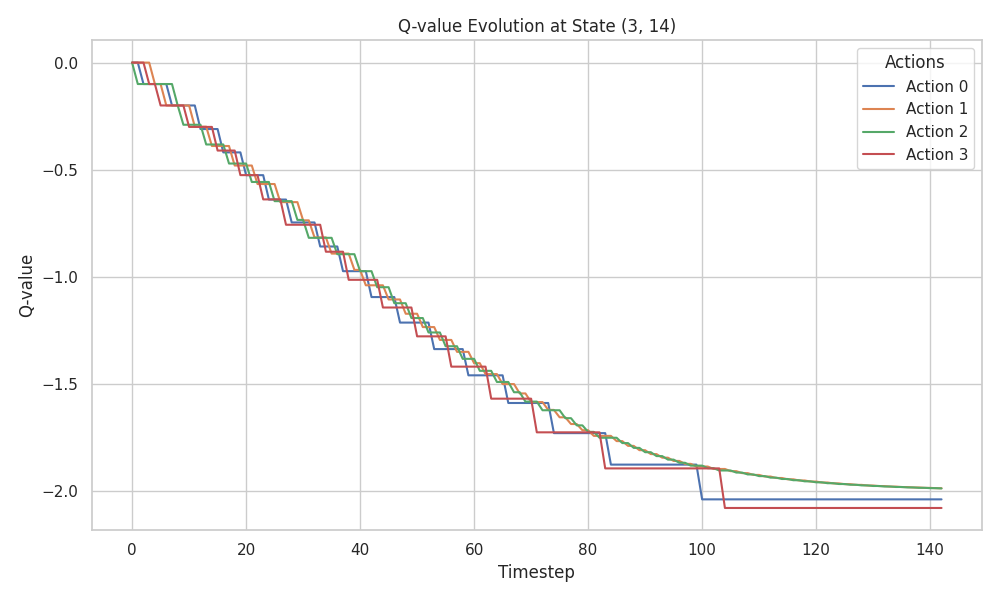 Q-value Evolution at State (3, 14)
Actions
Action 0
Action 1
Action 2
Action 3
Q-value
0.0
−0.5
−1.0
−1.5
−2.0
0 20 40 60 80 100 120 140
Timestep